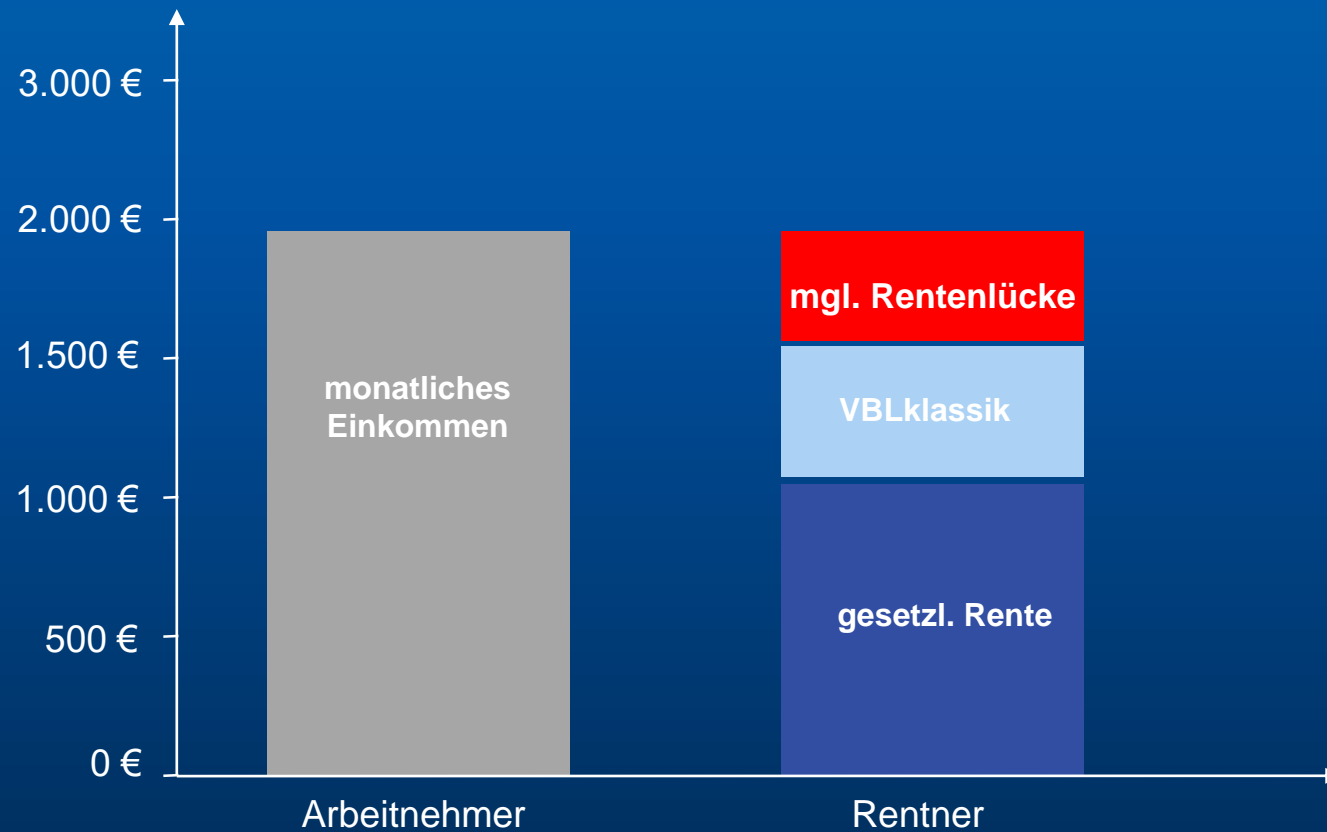 3.000 €
2.000 €
1.500 €
1.000 €
500 €
0 €
monatliches
Einkommen
mgl. Rentenlücke
VBLklassik
gesetzl. Rente
Arbeitnehmer
Rentner